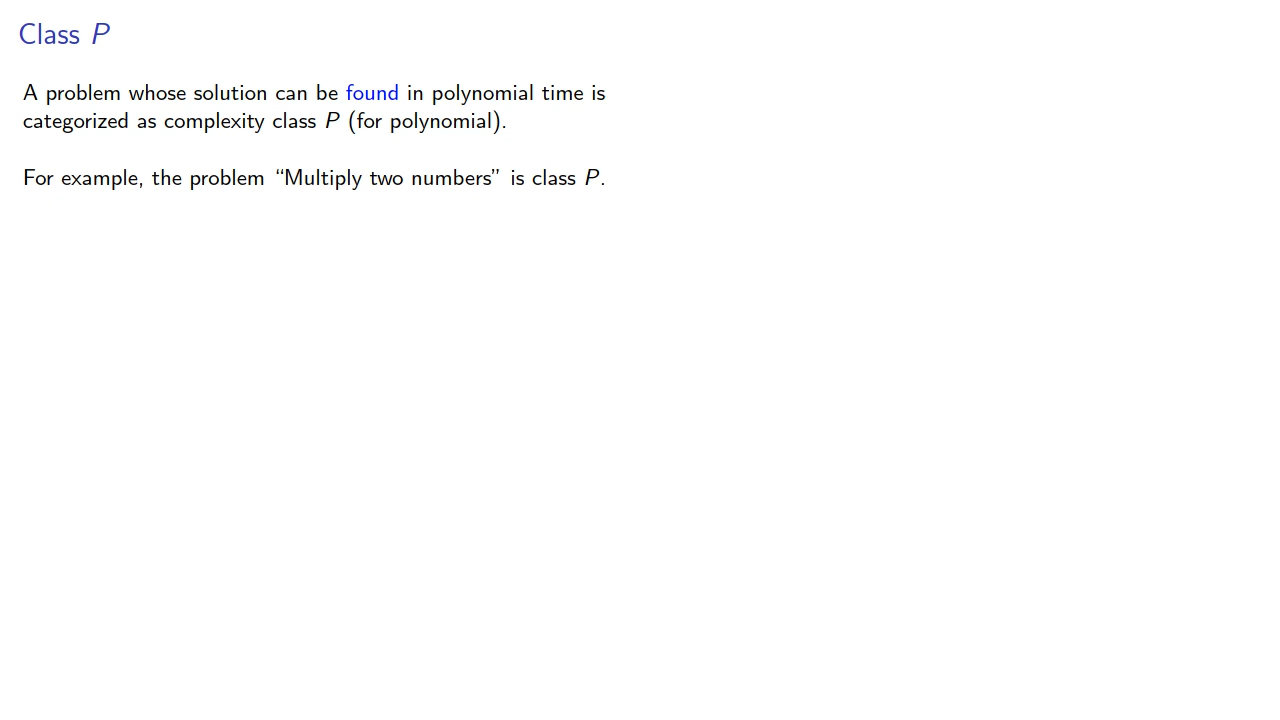 Class P
A problem whose solution can be found in polynomial time is
categorized as complexity class P (for polynomial).
For example, the problem “Multiply two numbers” is class P.